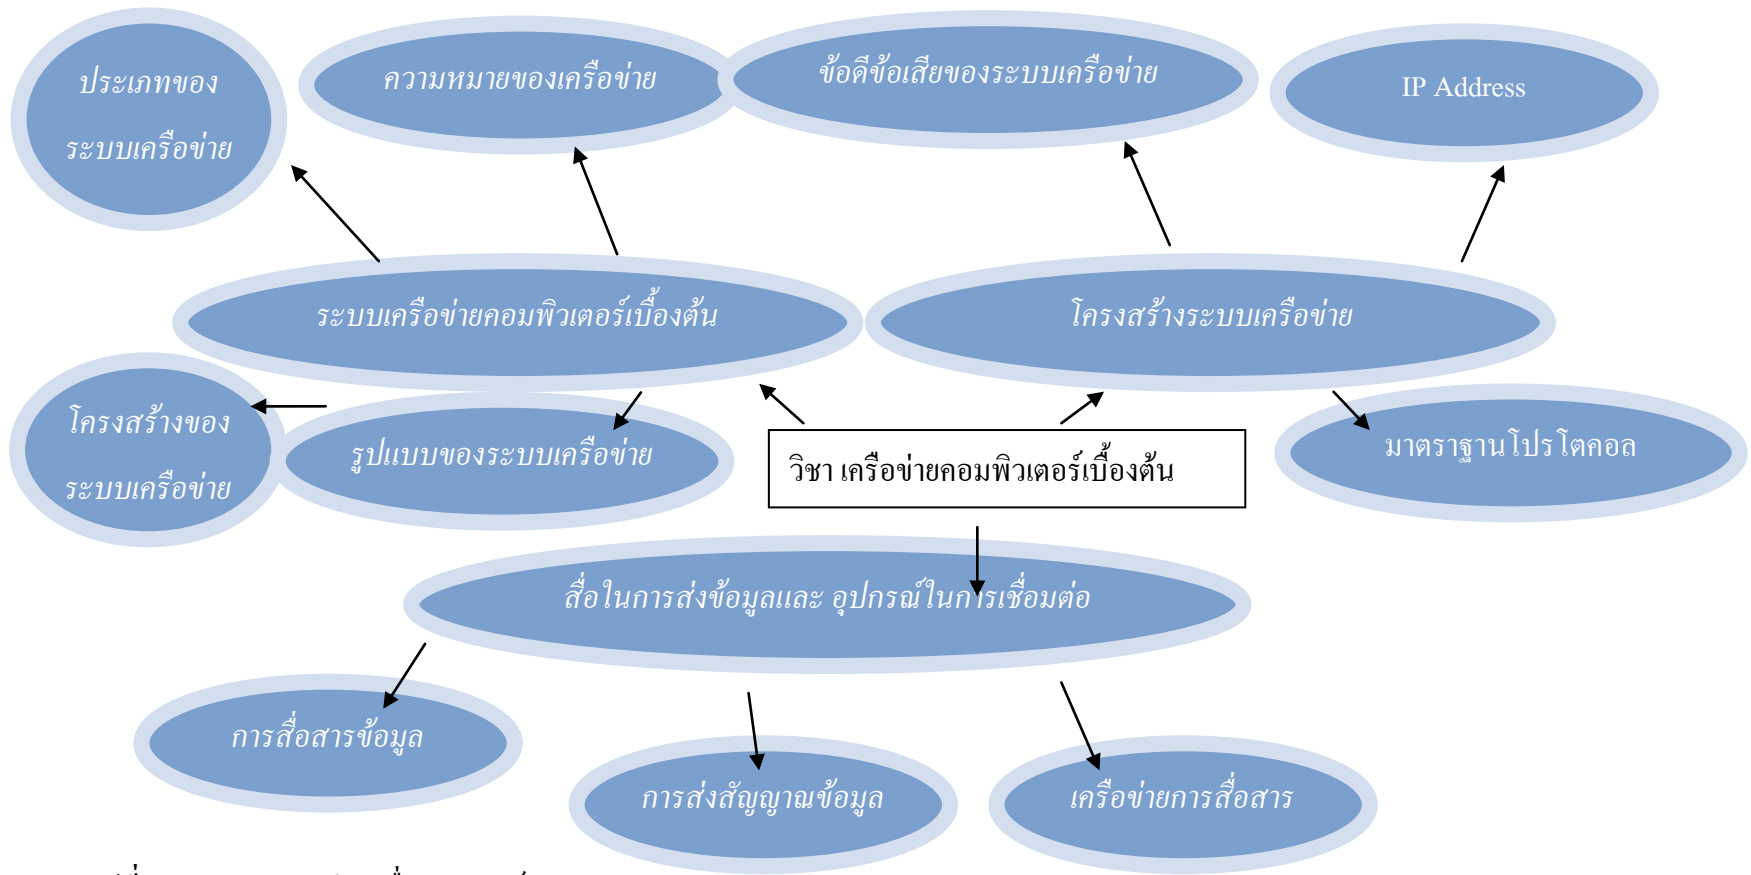 ประเภทของ
ระบบเครือข่าย
ความหมายของเครือข่าย
ข้อดีข้อเสียของระบบเครือข่าย
IP Address
ระบบเครือข่ายคอมพิวเตอร์เบื้องต้น
โครงสร้างระบบเครือข่าย
โครงสร้างของ
ระบบเครือข่าย
รูปแบบของระบบเครือข่าย
วิชา เครือข่ายคอมพิวเตอร์เบื้องต้น
มาตราฐานโปรโตคอล
สื่อในการส่งข้อมูลและ อุปกรณ์ในการเชื่อมต่อ
การสื่อสารข้อมูล
การส่งสัญญาณข้อมูล
เครือข่ายการสื่อสาร